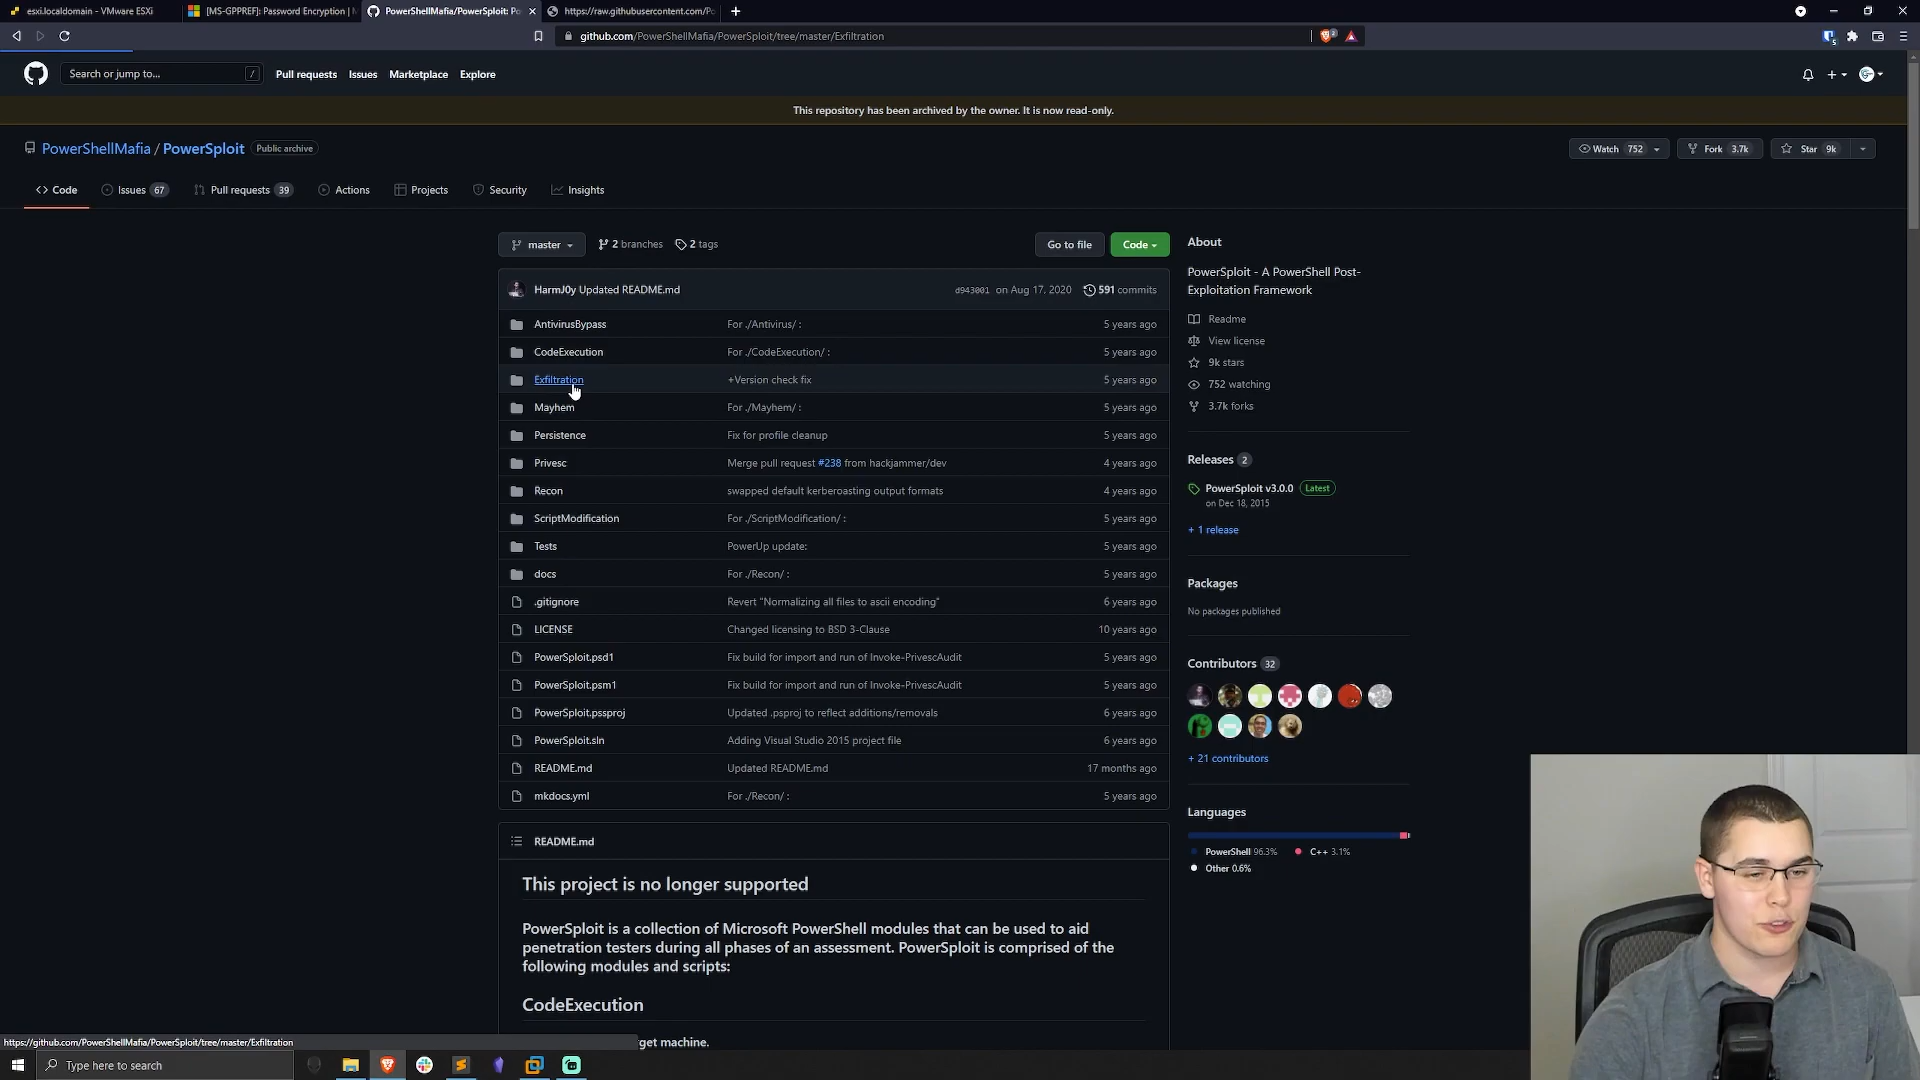 esxi.localdomain - VMware ESXi
[MS-GPPREF]: Password Encryption |
PowerShellMafia/PowerSploit: Po
https://raw.githubusercontent.com/Po
github.com/PowerShellMafia/PowerSploit/tree/master/Exfiltration
Search or jump to... /
Pull requests Issues Marketplace Explore
This repository has been archived by the owner. It is now read-only.
PowerShellMafia / PowerSploit Public archive
Watch 752 Fork 3.7k Star 9k
Code Issues 67 Pull requests 39 Actions Projects Security Insights
master 2 branches 2 tags Go to file Code
HarmJ0y Updated README.md d943001 on Aug 17, 2020 591 commits
AntivirusBypass For ./Antivirus/ : 5 years ago
CodeExecution For ./CodeExecution/ : 5 years ago
Exfiltration +Version check fix 5 years ago
Mayhem For ./Mayhem/ : 5 years ago
Persistence Fix for profile cleanup 5 years ago
Privesc Merge pull request #238 from hackjammer/dev 4 years ago
Recon swapped default kerberoasting output formats 4 years ago
ScriptModification For ./ScriptModification/ : 5 years ago
Tests PowerUp update: 5 years ago
docs For ./Recon/ : 5 years ago
.gitignore Revert "Normalizing all files to ascii encoding" 6 years ago
LICENSE Changed licensing to BSD 3-Clause 10 years ago
PowerSploit.psd1 Fix build for import and run of Invoke-PrivescAudit 5 years ago
PowerSploit.psm1 Fix build for import and run of Invoke-PrivescAudit 5 years ago
PowerSploit.pssproj Updated .psproj to reflect additions/removals 6 years ago
PowerSploit.sln Adding Visual Studio 2015 project file 6 years ago
README.md Updated README.md 17 months ago
mkdocs.yml For ./Recon/ : 5 years ago
README.md
This project is no longer supported
PowerSploit is a collection of Microsoft PowerShell modules that can be used to aid
penetration testers during all phases of an assessment. PowerSploit is comprised of the
following modules and scripts:
CodeExecution
rget machine.
About
PowerSploit - A PowerShell Post-
Exploitation Framework
Readme
View license
9k stars
752 watching
3.7k forks
Releases 2
PowerSploit v3.0.0 Latest
on Dec 18, 2015
+ 1 release
Packages
No packages published
Contributors 32
+ 21 contributors
Languages
PowerShell 96.3% C++ 3.1%
Other 0.6%
https://github.com/PowerShellMafia/PowerSploit/tree/master/Exfiltration
Type here to search